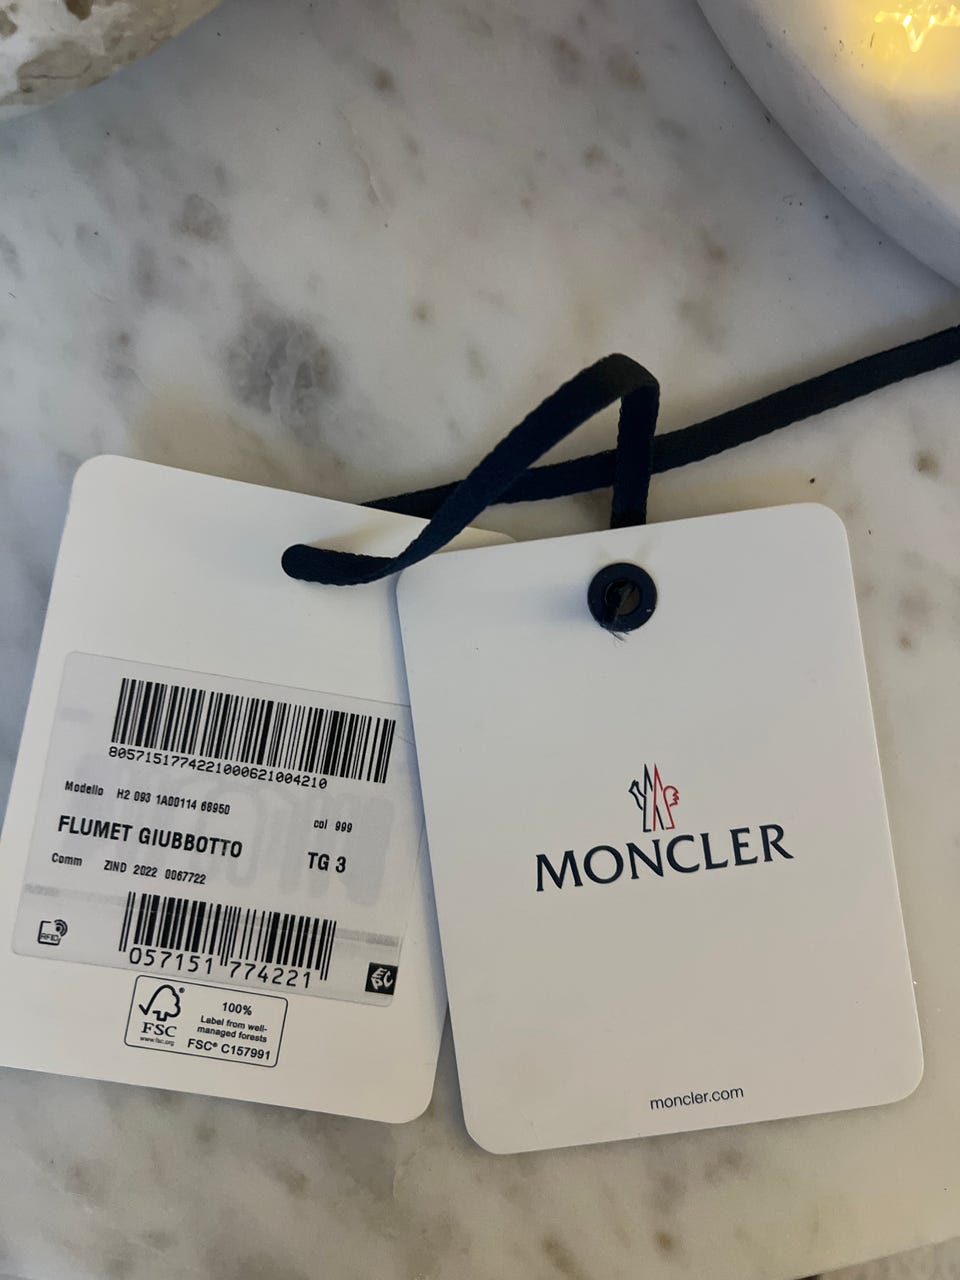 8057151774221000621004210
Modello H2 093 1A00114 68950
col 999
FLUMET GIUBBOTTO
TG 3
Comm ZIND 2022 0067722
RFID
057151 774221
FSC
www.fsc.org
100%
Label from well-
managed forests
FSC® C157991
MONCLER
moncler.com